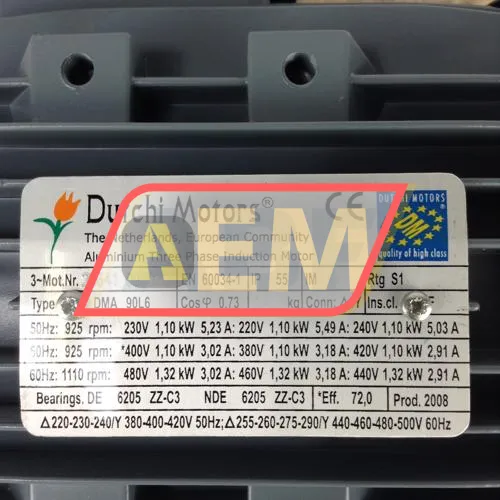 Dutchi Motors®
CE
DUTCHI MOTORS
DM
quality of high class
The Netherlands, European Community
Aluminium Three Phase Induction Motor
AEM
3~Mot.Nr. EN 60034-1 IP 55 Rtg S1
Type DMA 90L6 Cosφ 0.73 kg Conn: Ins.cl. F
50Hz: 925 rpm: 230V 1,10 kW 5,23 A: 220V 1,10 kW 5,49 A: 240V 1,10 kW 5,03 A
50Hz: 925 rpm: *400V 1,10 kW 3,02 A: 380V 1,10 kW 3,18 A: 420V 1,10 kW 2,91 A
60Hz: 1110 rpm: 480V 1,32 kW 3,02 A: 460V 1,32 kW 3,18 A: 440V 1,32 kW 2,91 A
Bearings. DE 6205 ZZ-C3 NDE 6205 ZZ-C3 *Eff. 72,0 Prod. 2008
Δ220-230-240/Y 380-400-420V 50Hz; Δ255-260-275-290/Y 440-460-480-500V 60Hz